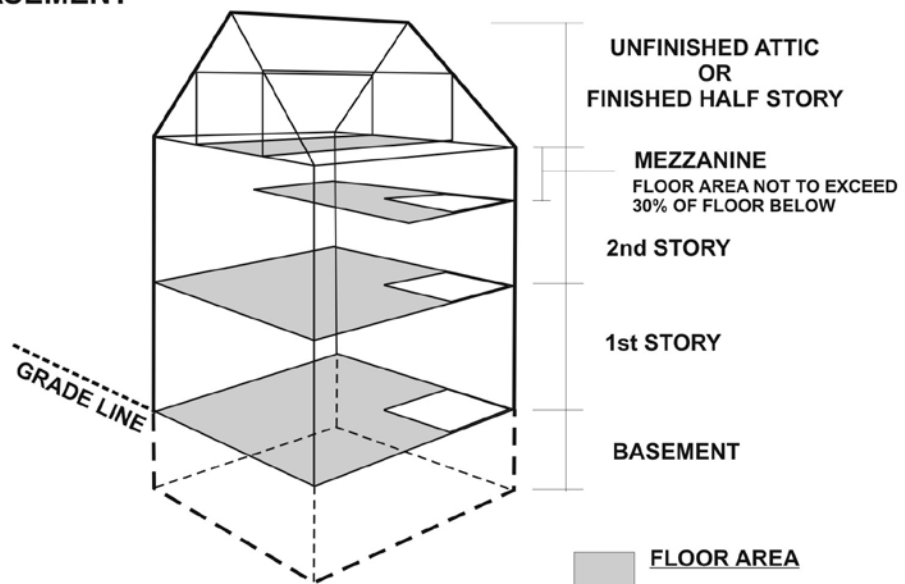 UNFINISHED ATTIC
OR
FINISHED HALF STORY
MEZZANINE
FLOOR AREA NOT TO EXCEED
30% OF FLOOR BELOW
2nd STORY
1st STORY
GRADE LINE
BASEMENT
FLOOR AREA